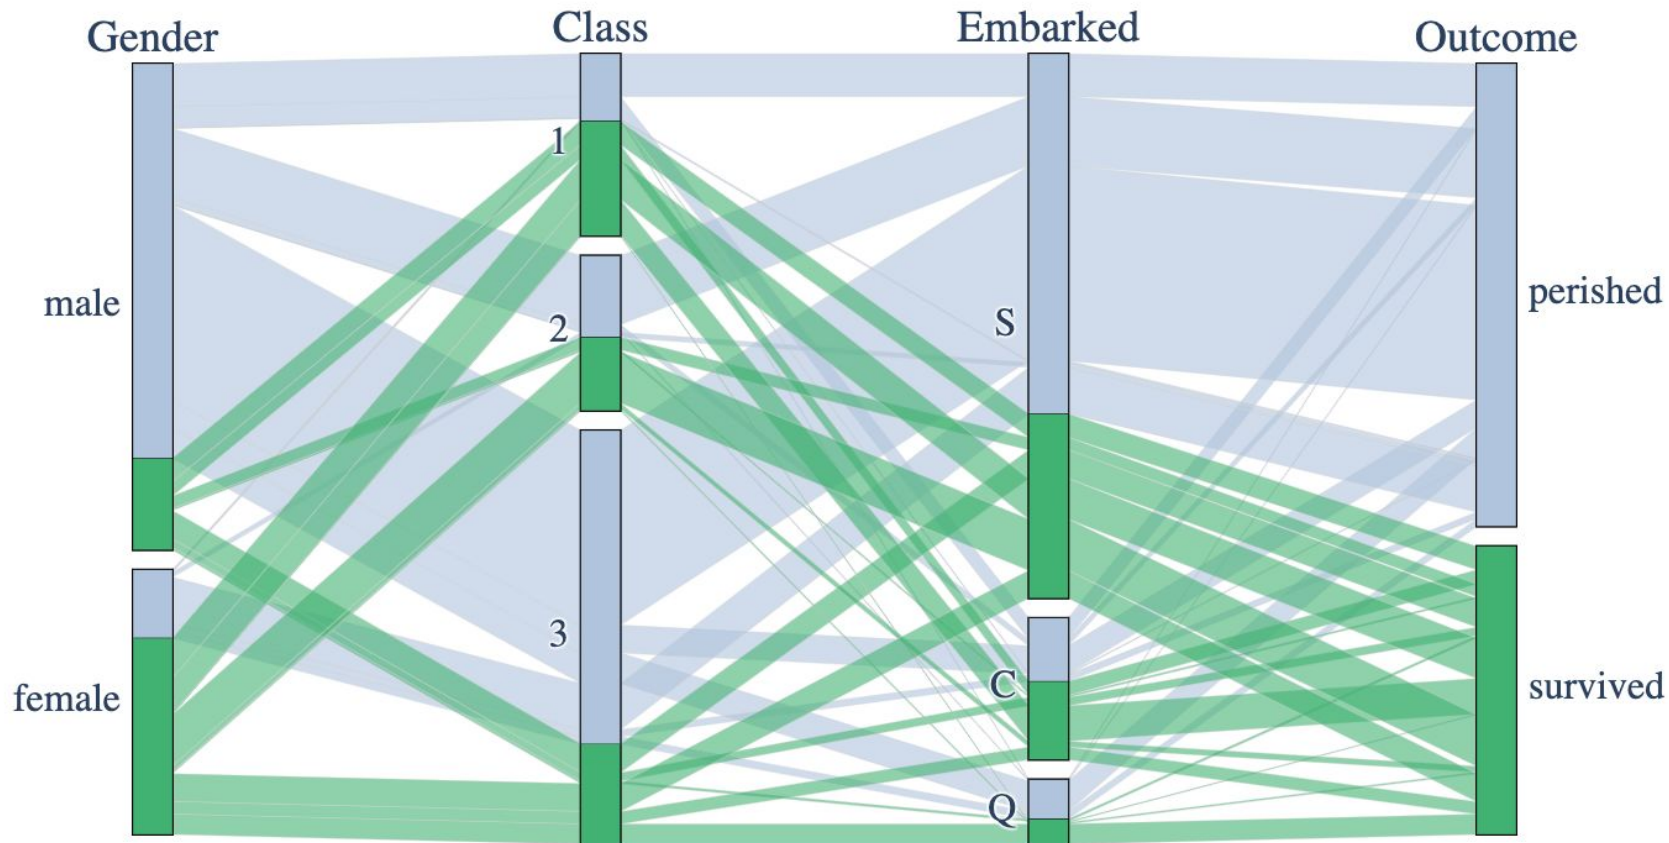 Gender
Class
Embarked
Outcome
male
female
1
2
3
S
C
Q
perished
survived